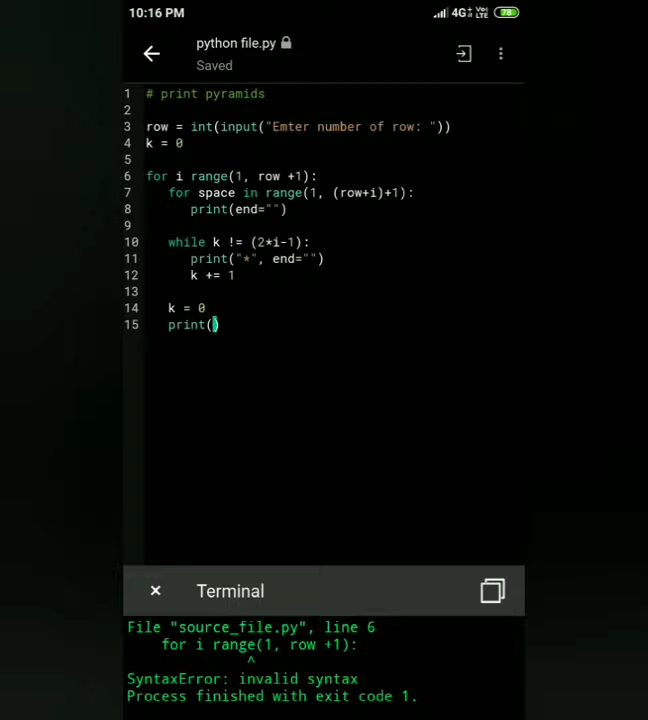 10:16 PM 4G+ Vo) LTE 78
python file.py
Saved
1 # print pyramids
2
3 row = int(input("Emter number of row: "))
4 k = 0
5
6 for i range(1, row +1):
7 for space in range(1, (row+i)+1):
8 print(end="")
9
10 while k != (2*i-1):
11 print("*", end="")
12 k += 1
13
14 k = 0
15 print()
× Terminal
File "source_file.py", line 6
for i range(1, row +1):
^
SyntaxError: invalid syntax
Process finished with exit code 1.